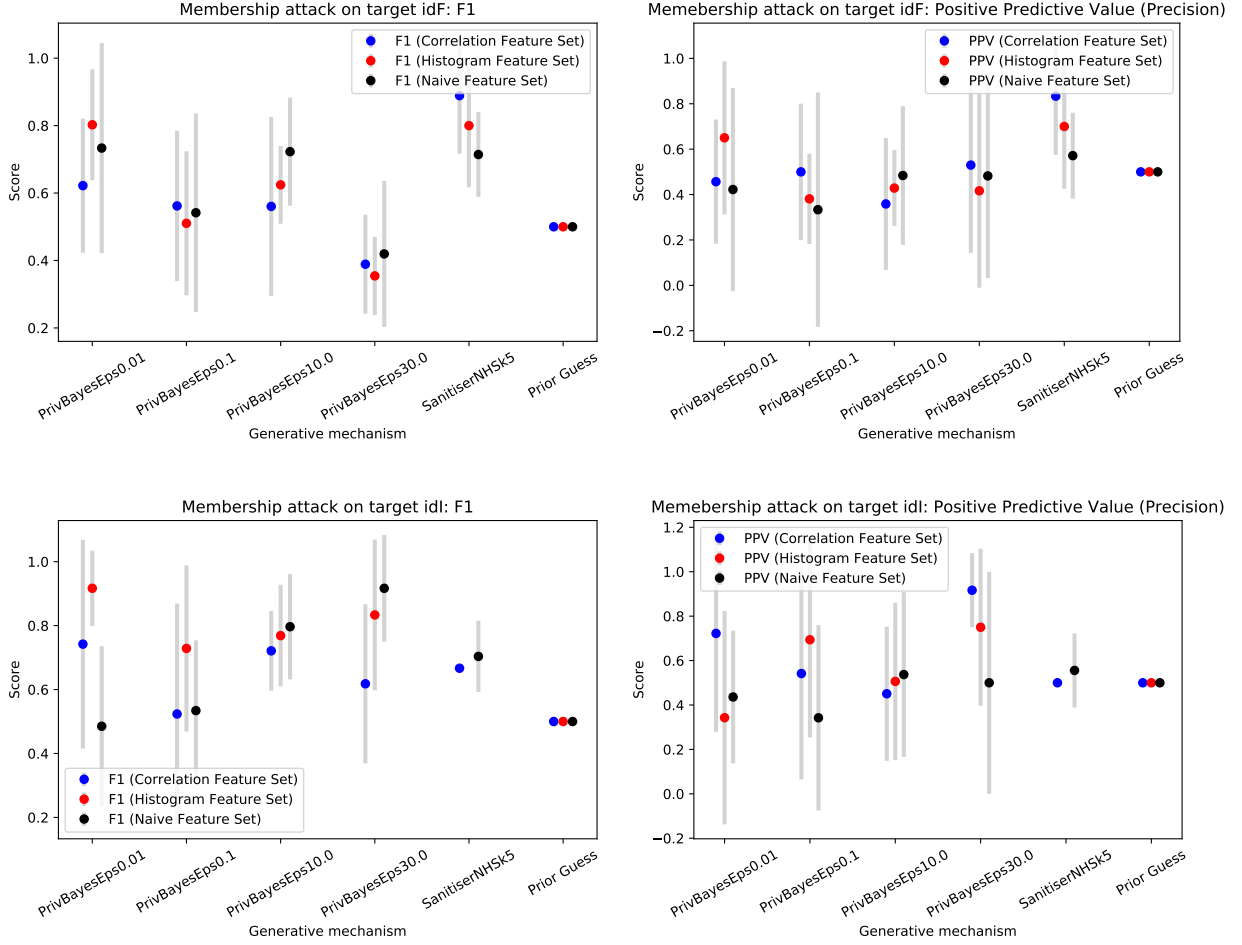 Membership attack on target idF: F1
F1 (Correlation Feature Set)
F1 (Histogram Feature Set)
F1 (Naive Feature Set)
1.0
0.8
0.6
0.4
0.2
Score
PrivBayesEps0.01
PrivBayesEps0.1
PrivBayesEps10.0
PrivBayesEps30.0
SanitiserNHSk5
Prior Guess
Generative mechanism
Memebership attack on target idF: Positive Predictive Value (Precision)
PPV (Correlation Feature Set)
PPV (Histogram Feature Set)
PPV (Naive Feature Set)
1.0
0.8
0.6
0.4
0.2
0.0
−0.2
Score
PrivBayesEps0.01
PrivBayesEps0.1
PrivBayesEps10.0
PrivBayesEps30.0
SanitiserNHSk5
Prior Guess
Generative mechanism
Membership attack on target idI: F1
1.0
0.8
0.6
0.4
0.2
Score
F1 (Correlation Feature Set)
F1 (Histogram Feature Set)
F1 (Naive Feature Set)
PrivBayesEps0.01
PrivBayesEps0.1
PrivBayesEps10.0
PrivBayesEps30.0
SanitiserNHSk5
Prior Guess
Generative mechanism
Memebership attack on target idI: Positive Predictive Value (Precision)
PPV (Correlation Feature Set)
PPV (Histogram Feature Set)
PPV (Naive Feature Set)
1.2
1.0
0.8
0.6
0.4
0.2
0.0
−0.2
Score
PrivBayesEps0.01
PrivBayesEps0.1
PrivBayesEps10.0
PrivBayesEps30.0
SanitiserNHSk5
Prior Guess
Generative mechanism